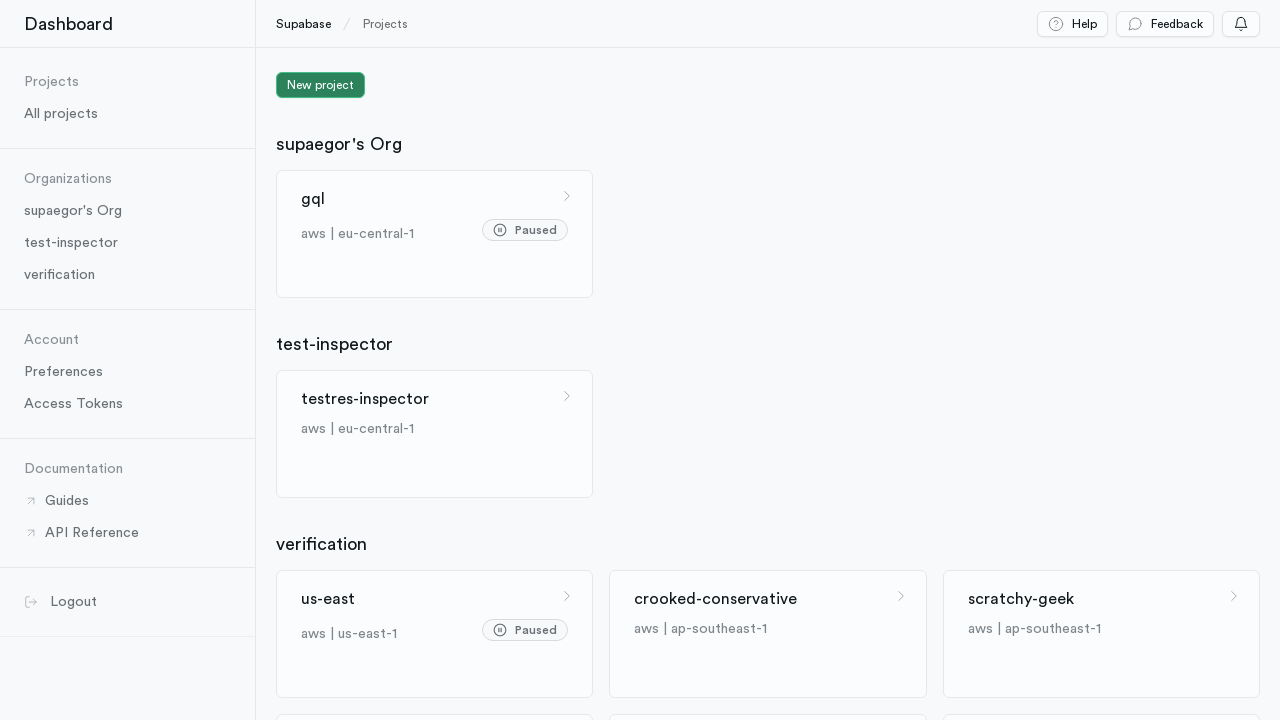 Dashboard
Supabase / Projects
Help
Feedback
Projects
All projects
Organizations
supaegor's Org
test-inspector
verification
Account
Preferences
Access Tokens
Documentation
Guides
API Reference
Logout
New project
supaegor's Org
gql
aws | eu-central-1
Paused
test-inspector
testres-inspector
aws | eu-central-1
verification
us-east
aws | us-east-1
Paused
crooked-conservative
aws | ap-southeast-1
scratchy-geek
aws | ap-southeast-1